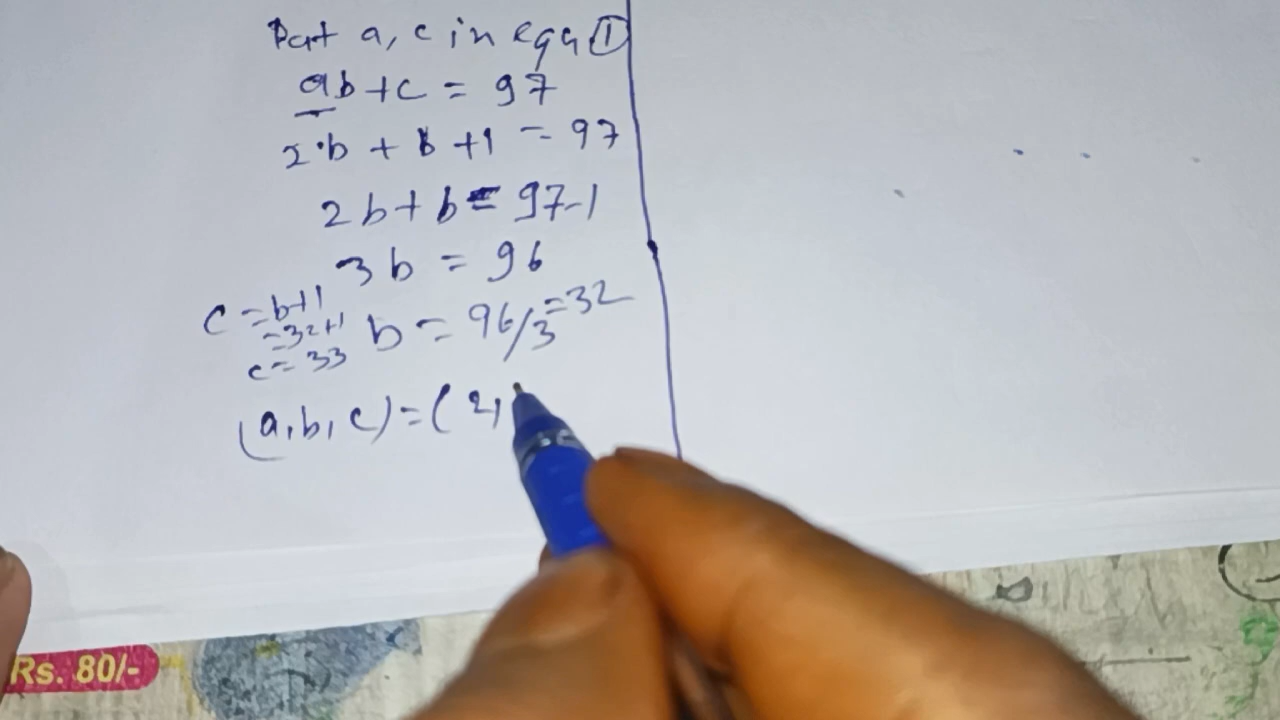 Put a, c in eqn ①
ab + c = 97
2·b + b + 1 = 97
2b + b = 97-1
3b = 96
c = b+1
= 32+1
c = 33
b = 96/3 = 32
(a, b, c) = ( 2,
Rs. 80/-